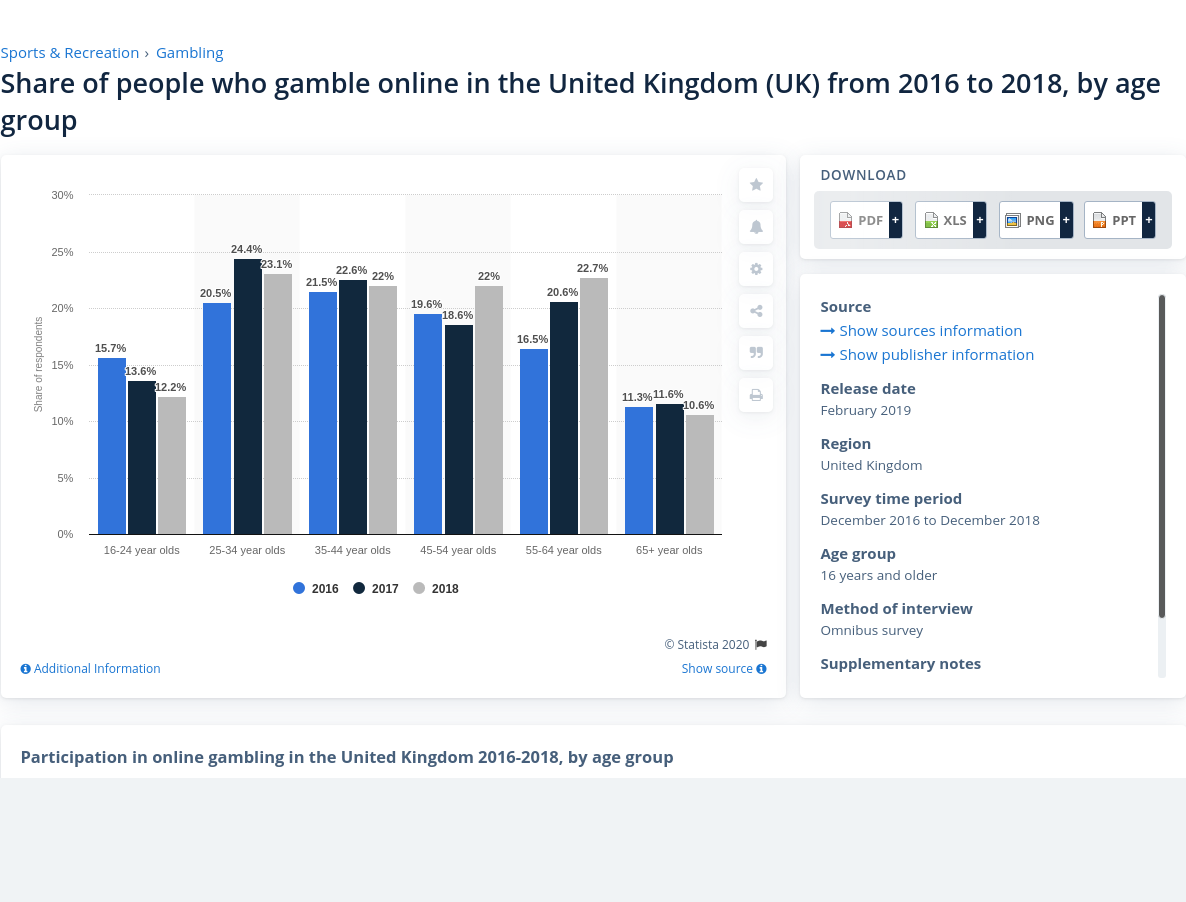 Sports & Recreation › Gambling
Share of people who gamble online in the United Kingdom (UK) from 2016 to 2018, by age
group
30%
25%
20%
15%
10%
5%
0%
Share of respondents
15.7% 13.6% 12.2%
20.5% 24.4% 23.1%
21.5% 22.6% 22%
19.6% 18.6% 22%
16.5% 20.6% 22.7%
11.3% 11.6% 10.6%
16-24 year olds 25-34 year olds 35-44 year olds 45-54 year olds 55-64 year olds 65+ year olds
2016 2017 2018
© Statista 2020
Additional Information Show source
DOWNLOAD
PDF + XLS + PNG + PPT +
Source
Show sources information
Show publisher information
Release date
February 2019
Region
United Kingdom
Survey time period
December 2016 to December 2018
Age group
16 years and older
Method of interview
Omnibus survey
Supplementary notes
Participation in online gambling in the United Kingdom 2016-2018, by age group